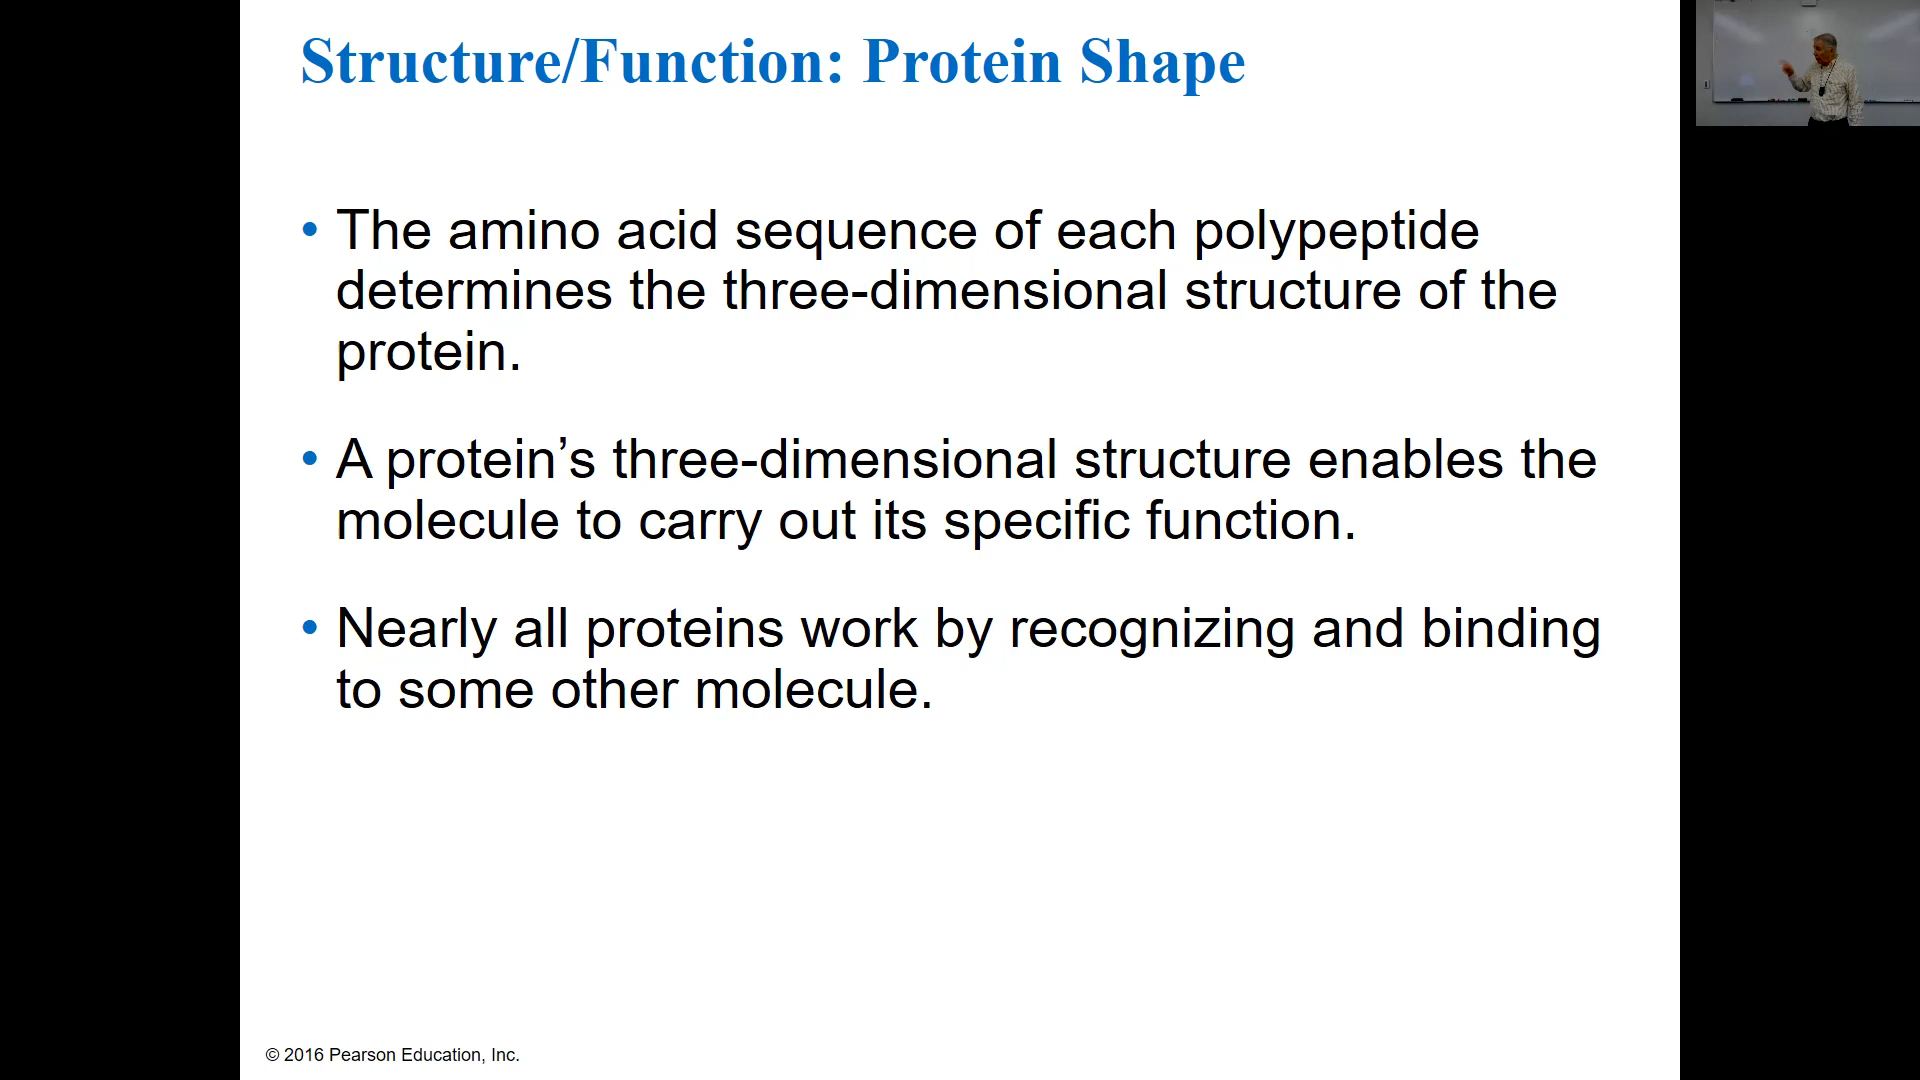 Structure/Function: Protein Shape
• The amino acid sequence of each polypeptide
determines the three-dimensional structure of the
protein.
• A protein’s three-dimensional structure enables the
molecule to carry out its specific function.
• Nearly all proteins work by recognizing and binding
to some other molecule.
© 2016 Pearson Education, Inc.